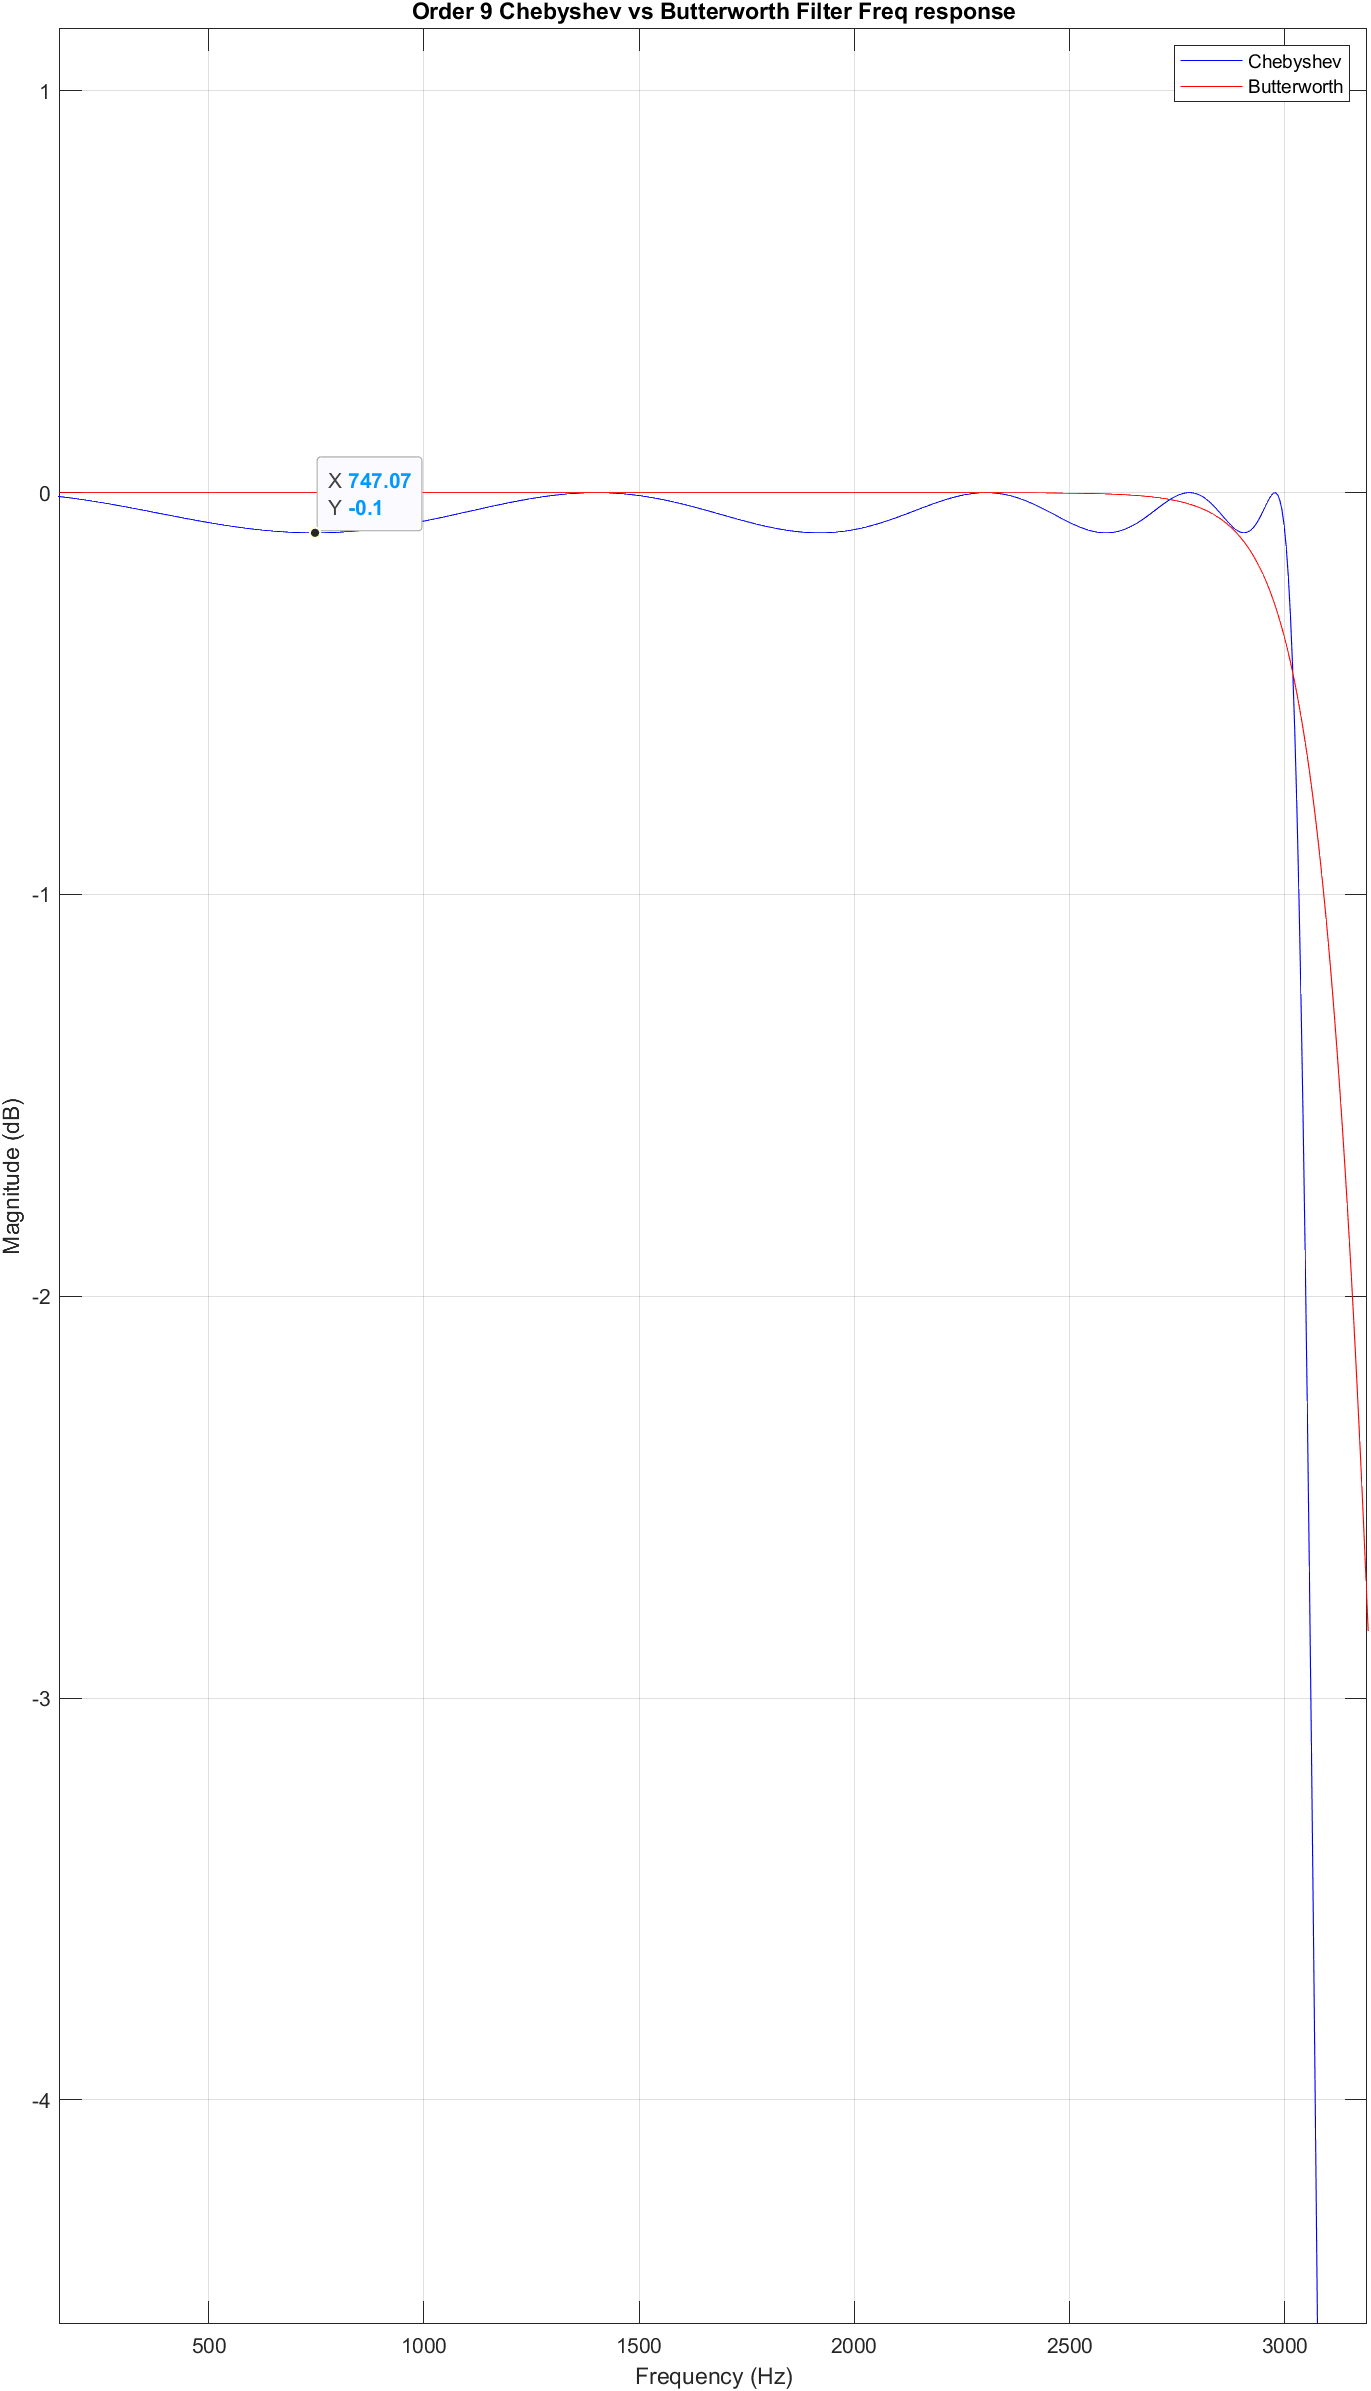 Order 9 Chebyshev vs Butterworth Filter Freq response
Chebyshev
Butterworth
1
X 747.07
Y -0.1
0
-1
Magnitude (dB)
-2
-3
-4
500 1000 1500 2000 2500 3000
Frequency (Hz)